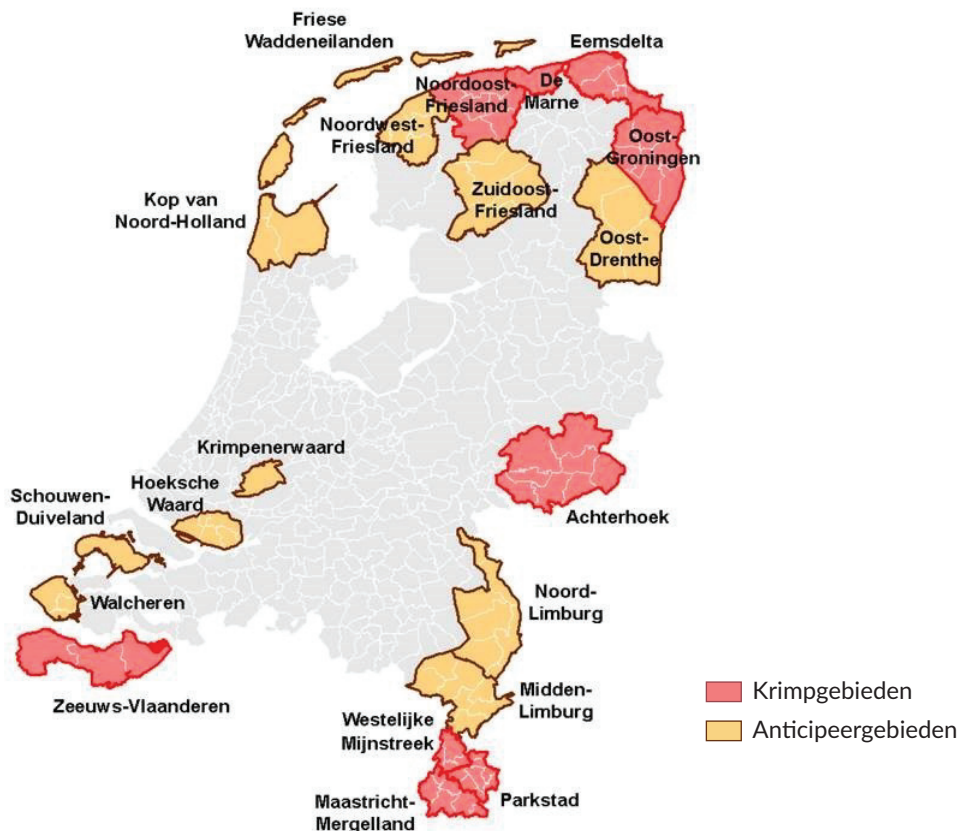 Friese
Waddeneilanden
Eemsdelta
Noordoost-
Friesland
De
Marne
Noordwest-
Friesland
Oost-
Groningen
Zuidoost-
Friesland
Kop van
Noord-Holland
Oost-
Drenthe
Krimpenerwaard
Hoeksche
Waard
Schouwen-
Duiveland
Achterhoek
Walcheren
Noord-
Limburg
Zeeuws-Vlaanderen
Midden-
Limburg
Westelijke
Mijnstreek
Maastricht-
Mergelland
Parkstad
Krimpgebieden
Anticipeergebieden